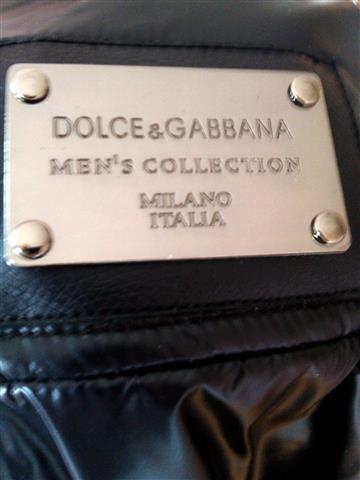 DOLCE&GABBANA
MEN'S COLLECTION
MILANO
ITALIA